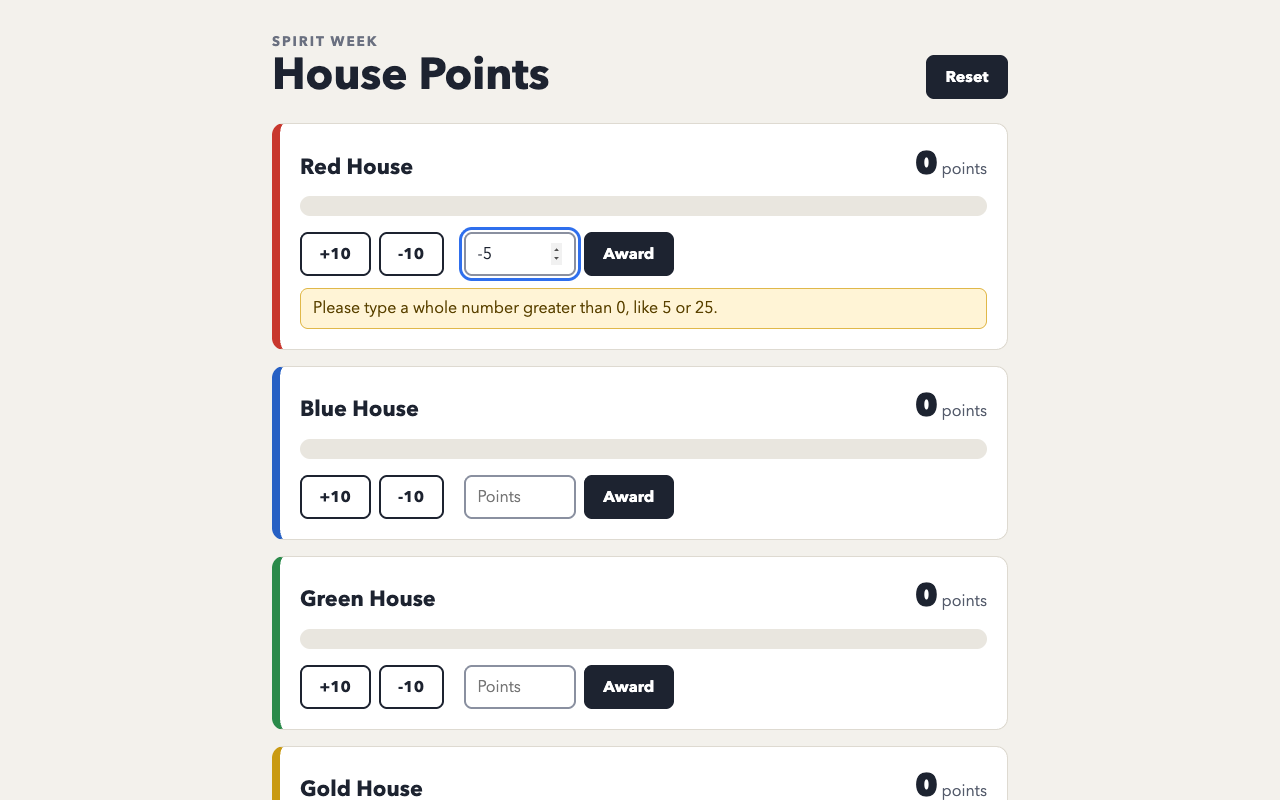 SPIRIT WEEK
House Points
Reset
Red House
0 points
+10 -10 -5 Award
Please type a whole number greater than 0, like 5 or 25.
Blue House
0 points
+10 -10 Points Award
Green House
0 points
+10 -10 Points Award
Gold House
0 points